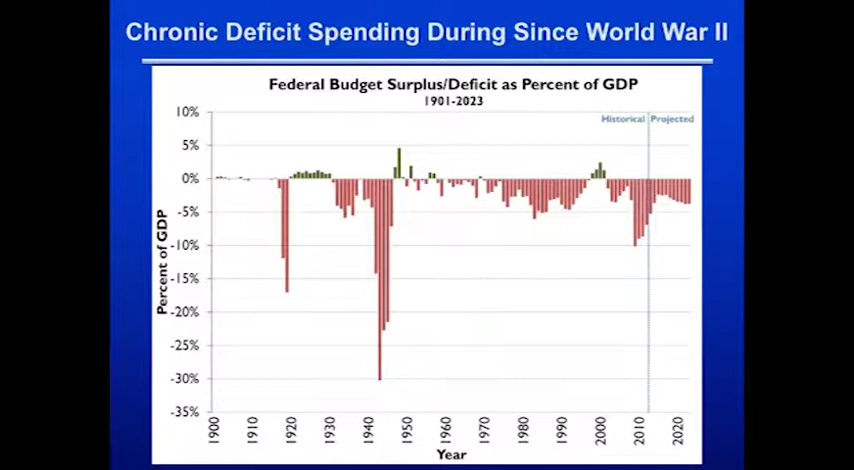 Chronic Deficit Spending During Since World War II
Federal Budget Surplus/Deficit as Percent of GDP
1901-2023
10%
Historical Projected
5%
0%
-5%
-10%
-15%
-20%
-25%
-30%
-35%
Percent of GDP
1900 1910 1920 1930 1940 1950 1960 1970 1980 1990 2000 2010 2020
Year